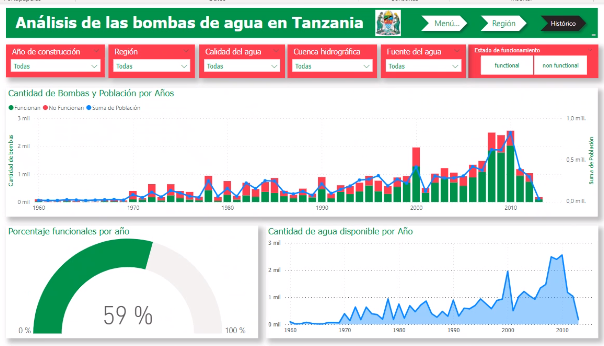 Análisis de las bombas de agua en Tanzania
Menú...
Región
Histórico
Año de construcción
Todas
Región
Todas
Calidad del agua
Todas
Cuenca hidrográfica
Todas
Fuente del agua
Todas
Estado de funcionamiento
functional
non functional
Cantidad de Bombas y Población por Años
Funcionan No Funcionan Suma de Población
Cantidad de bombas
3 mil
2 mil
1 mil
0 mil
1960 1970 1980 1990 2000 2010
1,0 mill.
0,5 mill.
0,0 mill.
Suma de Población
Porcentaje funcionales por año
59 %
0 %
100 %
Cantidad de agua disponible por Año
3 mil
2 mil
1 mil
0 mil
1960 1970 1980 1990 2000 2010